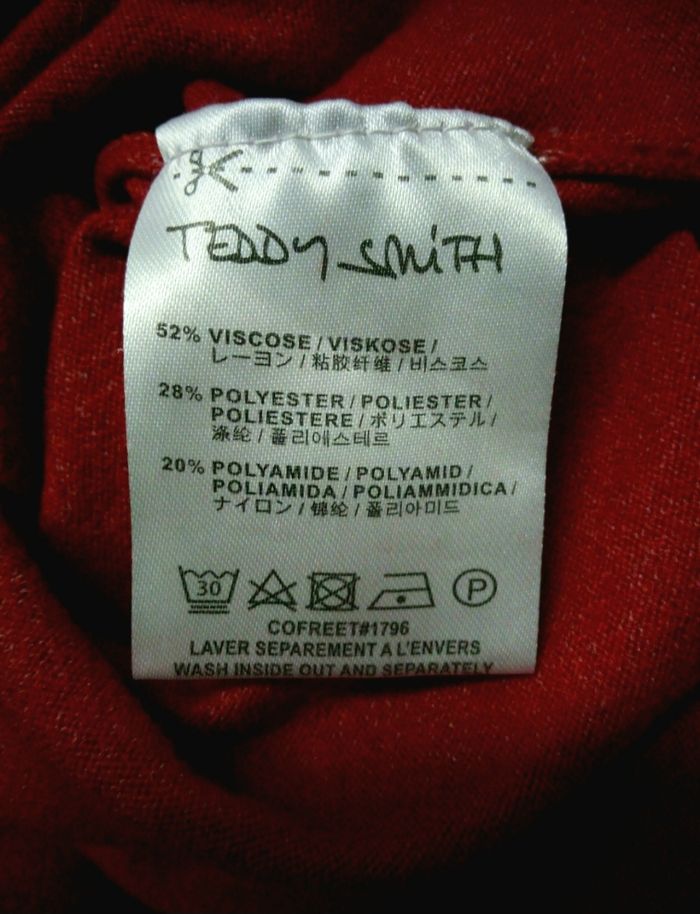 TEDDY SMITH
52% VISCOSE / VISKOSE /
レーヨン / 粘胶纤维 / 비스코스
28% POLYESTER / POLIESTER /
POLIESTERE / ポリエステル /
涤纶 / 폴리에스테르
20% POLYAMIDE / POLYAMID /
POLIAMIDA / POLIAMMIDICA /
ナイロン / 锦纶 / 폴리아미드
30 P
COFREET#1796
LAVER SEPAREMENT A L'ENVERS
WASH INSIDE OUT AND SEPARATELY